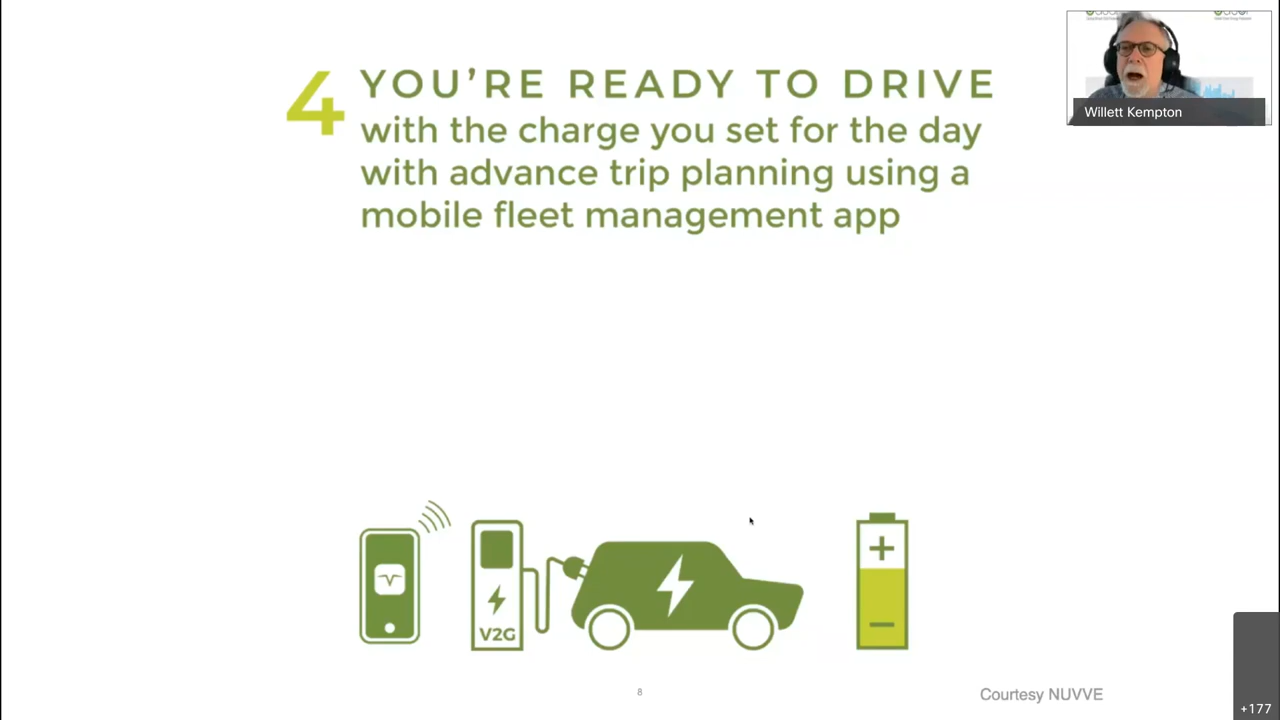 4 YOU'RE READY TO DRIVE
with the charge you set for the day
with advance trip planning using a
mobile fleet management app
Willett Kempton
V2G
8
Courtesy NUVVE
+177